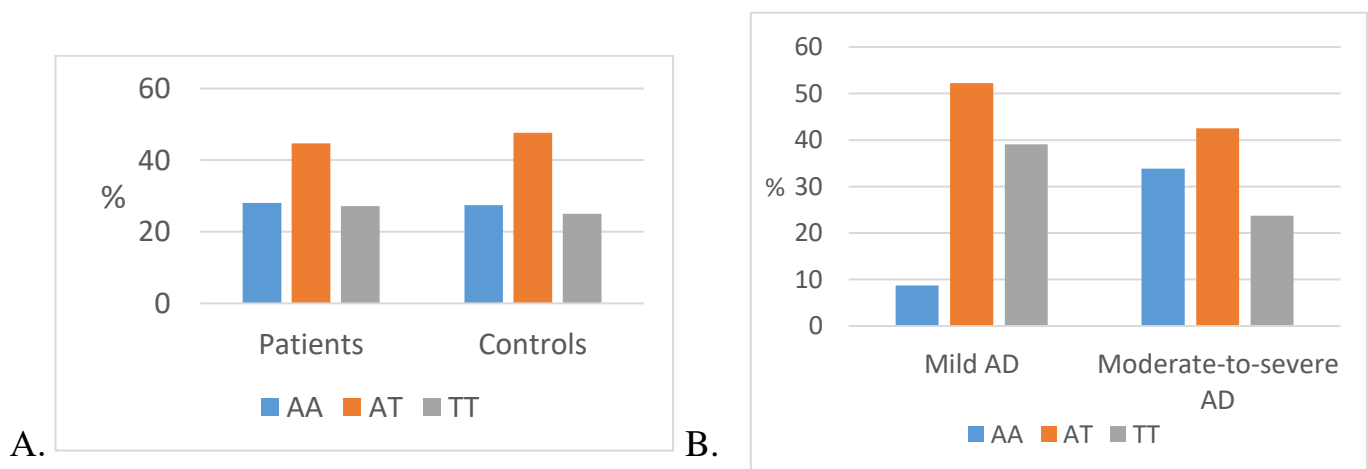 60
40
%
20
0
Patients Controls
AA AT TT
A.
60
50
40
%
30
20
10
0
Mild AD Moderate-to-severe
AD
AA AT TT
B.